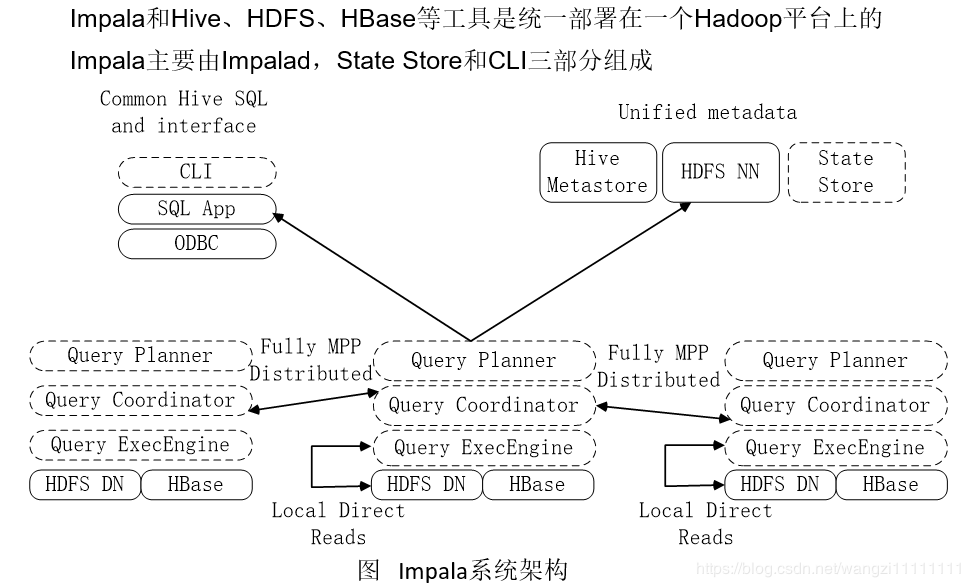 Impala和Hive、HDFS、HBase等工具是统一部署在一个Hadoop平台上的
Impala主要由Impalad，State Store和CLI三部分组成
Common Hive SQL
and interface
CLI
SQL App
ODBC
Unified metadata
Hive
Metastore
HDFS NN
State
Store
Query Planner
Query Coordinator
Query ExecEngine
HDFS DN
HBase
Fully MPP
Distributed
Query Planner
Query Coordinator
Query ExecEngine
HDFS DN
HBase
Local Direct
Reads
Fully MPP
Distributed
Query Planner
Query Coordinator
Query ExecEngine
HDFS DN
HBase
Local Direct
Reads
图 Impala系统架构
https://blog.csdn.net/wangzi11111111